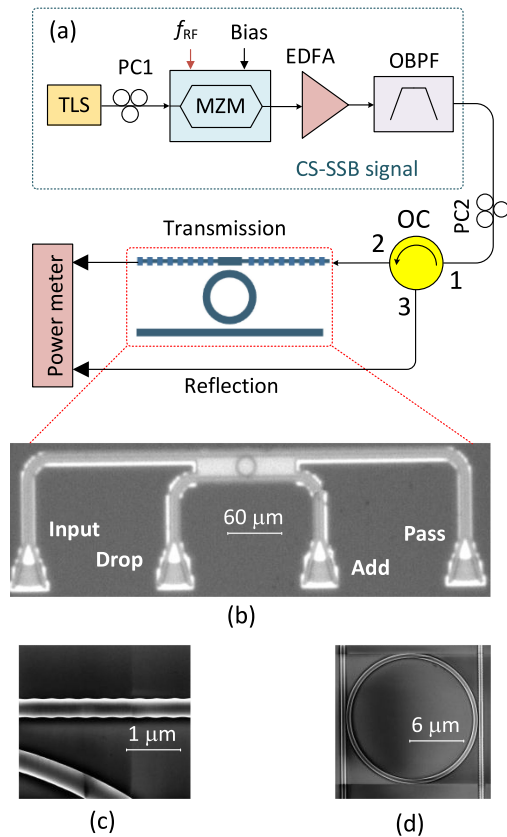 (a)
f_RF
Bias
EDFA
OBPF
PC1
TLS
MZM
CS-SSB signal
PC2
OC
Transmission
2
1
3
Power meter
Reflection
Input
60 μm
Pass
Drop
Add
(b)
1 μm
6 μm
(c)
(d)